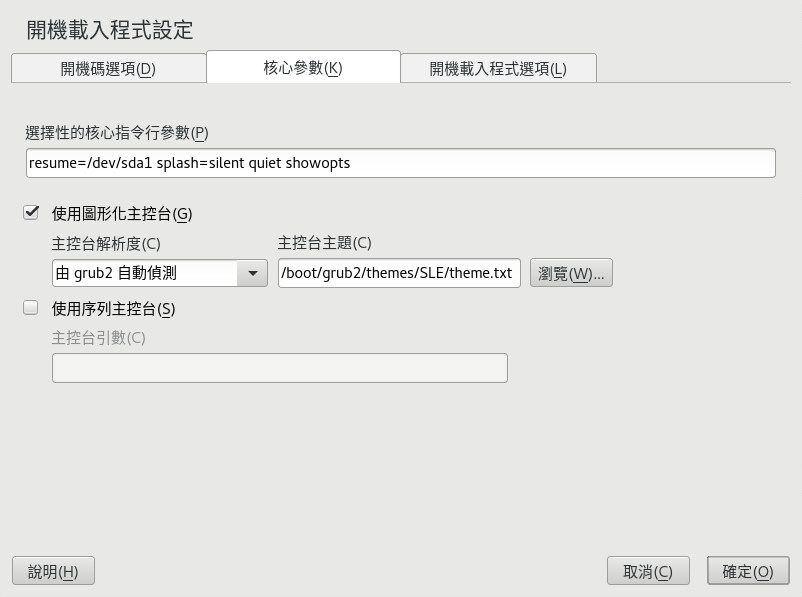 開機載入程式設定
開機碼選項(D)
核心參數(K)
開機載入程式選項(L)
選擇性的核心指令行參數(P)
resume=/dev/sda1 splash=silent quiet showopts
使用圖形化主控台(G)
主控台解析度(C)
主控台主題(C)
由 grub2 自動偵測
/boot/grub2/themes/SLE/theme.txt
瀏覽(W)...
使用序列主控台(S)
主控台引數(C)
說明(H)
取消(C)
確定(O)